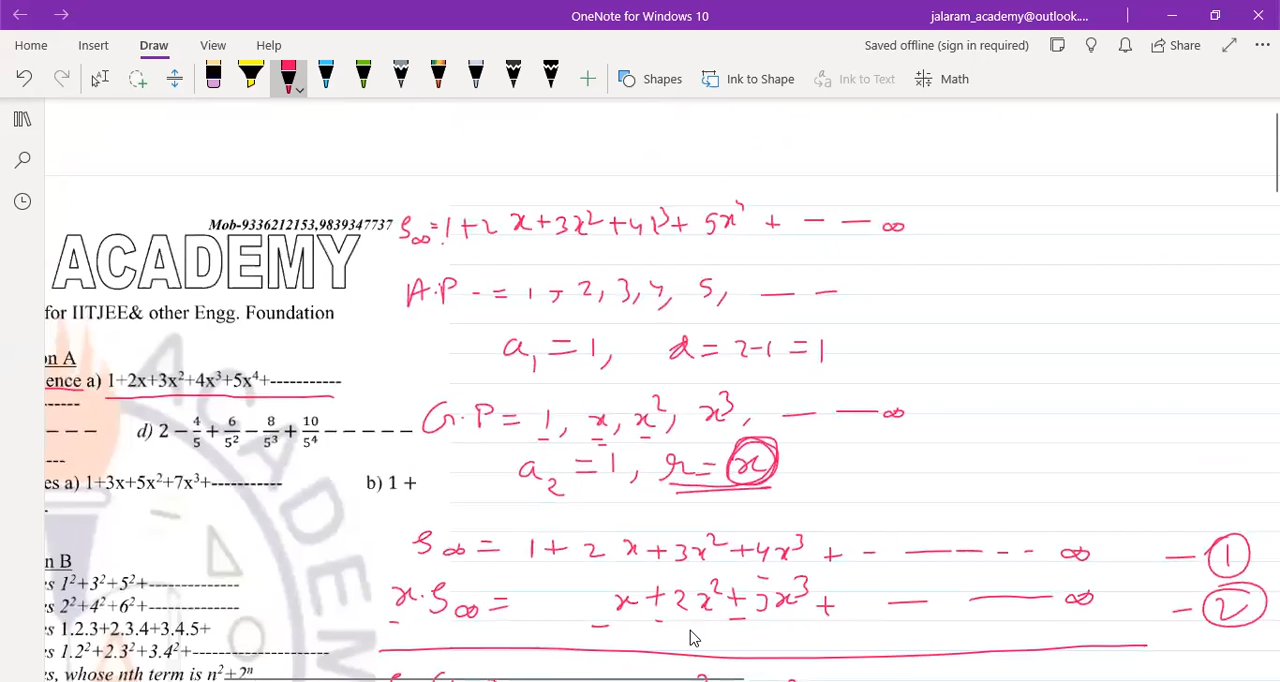 OneNote for Windows 10
jalaram_academy@outlook....
Home Insert Draw View Help
Saved offline (sign in required) Share
Shapes Ink to Shape Ink to Text Math
Mob-9336212153,9839347737
ACADEMY
for IITJEE& other Engg. Foundation
on A
ence a) 1+2x+3x²+4x³+5x⁴+-----------
------
- - - d) 2 − 4/5 + 6/5² − 8/5³ + 10/5⁴ - - - - -
---
es a) 1+3x+5x²+7x³+----------- b) 1 +
-
n B
s 1²+3²+5²+--------------
s 2²+4²+6²+--------------
s 1.2.3+2.3.4+3.4.5+
s 1.2²+2.3²+3.4²+---------------------
s, whose nth term is n²+2ⁿ
S∞ = 1+2x+3x²+4x³+5x⁴ + - — ∞
A.P - = 1, 2, 3, 4, 5, — -
a₁ = 1, d = 2-1 = 1
G.P = 1, x, x², x³, — — ∞
a₂ = 1, r = x
S∞ = 1+2x+3x²+4x³ + - — - - ∞ — 1
x.S∞ = x+2x²+3x³ + — — ∞ - 2